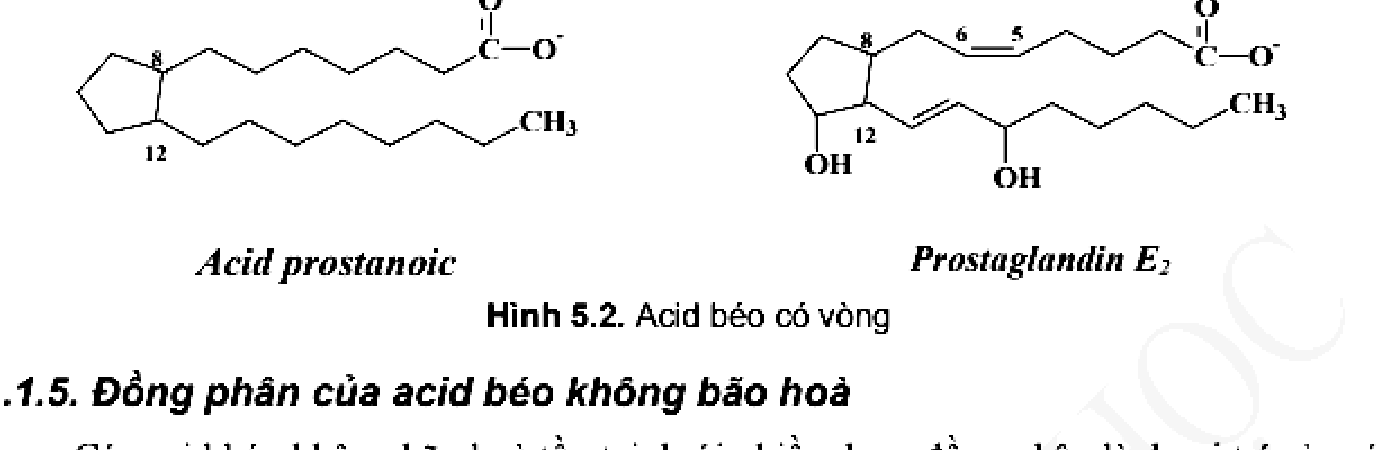 O
C—O⁻
8
CH₃
12
O
C—O⁻
6 5
8
CH₃
12
OH
OH
Acid prostanoic
Prostaglandin E₂
Hình 5.2. Acid béo có vòng
.1.5. Đồng phân của acid béo không bão hoà